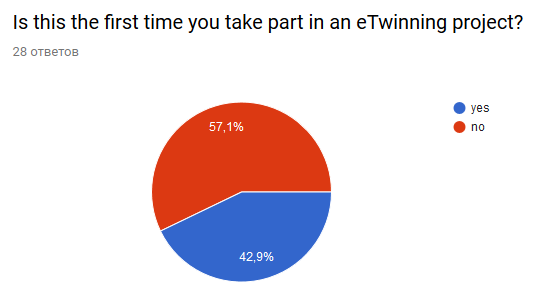 Is this the first time you take part in an eTwinning project?
28 ответов
yes
no
57,1%
42,9%